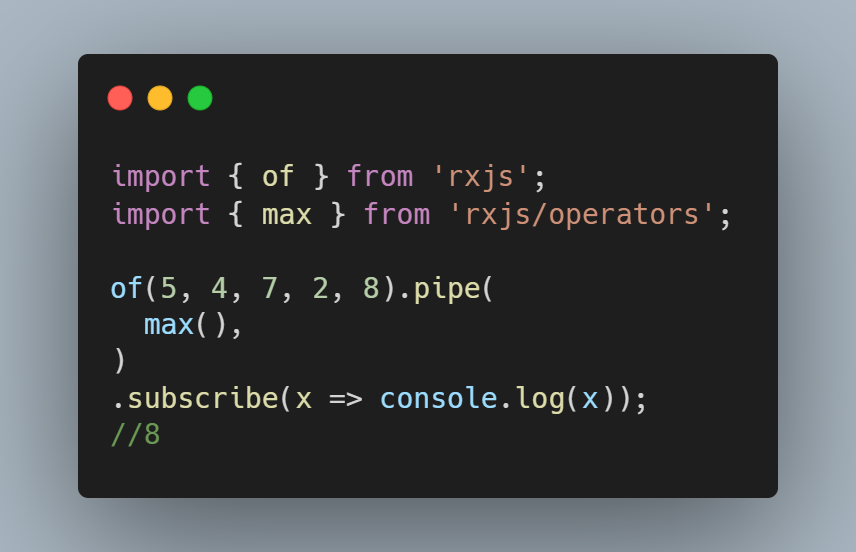 import { of } from 'rxjs';
import { max } from 'rxjs/operators';

of(5, 4, 7, 2, 8).pipe(
  max(),
)
.subscribe(x => console.log(x));
//8